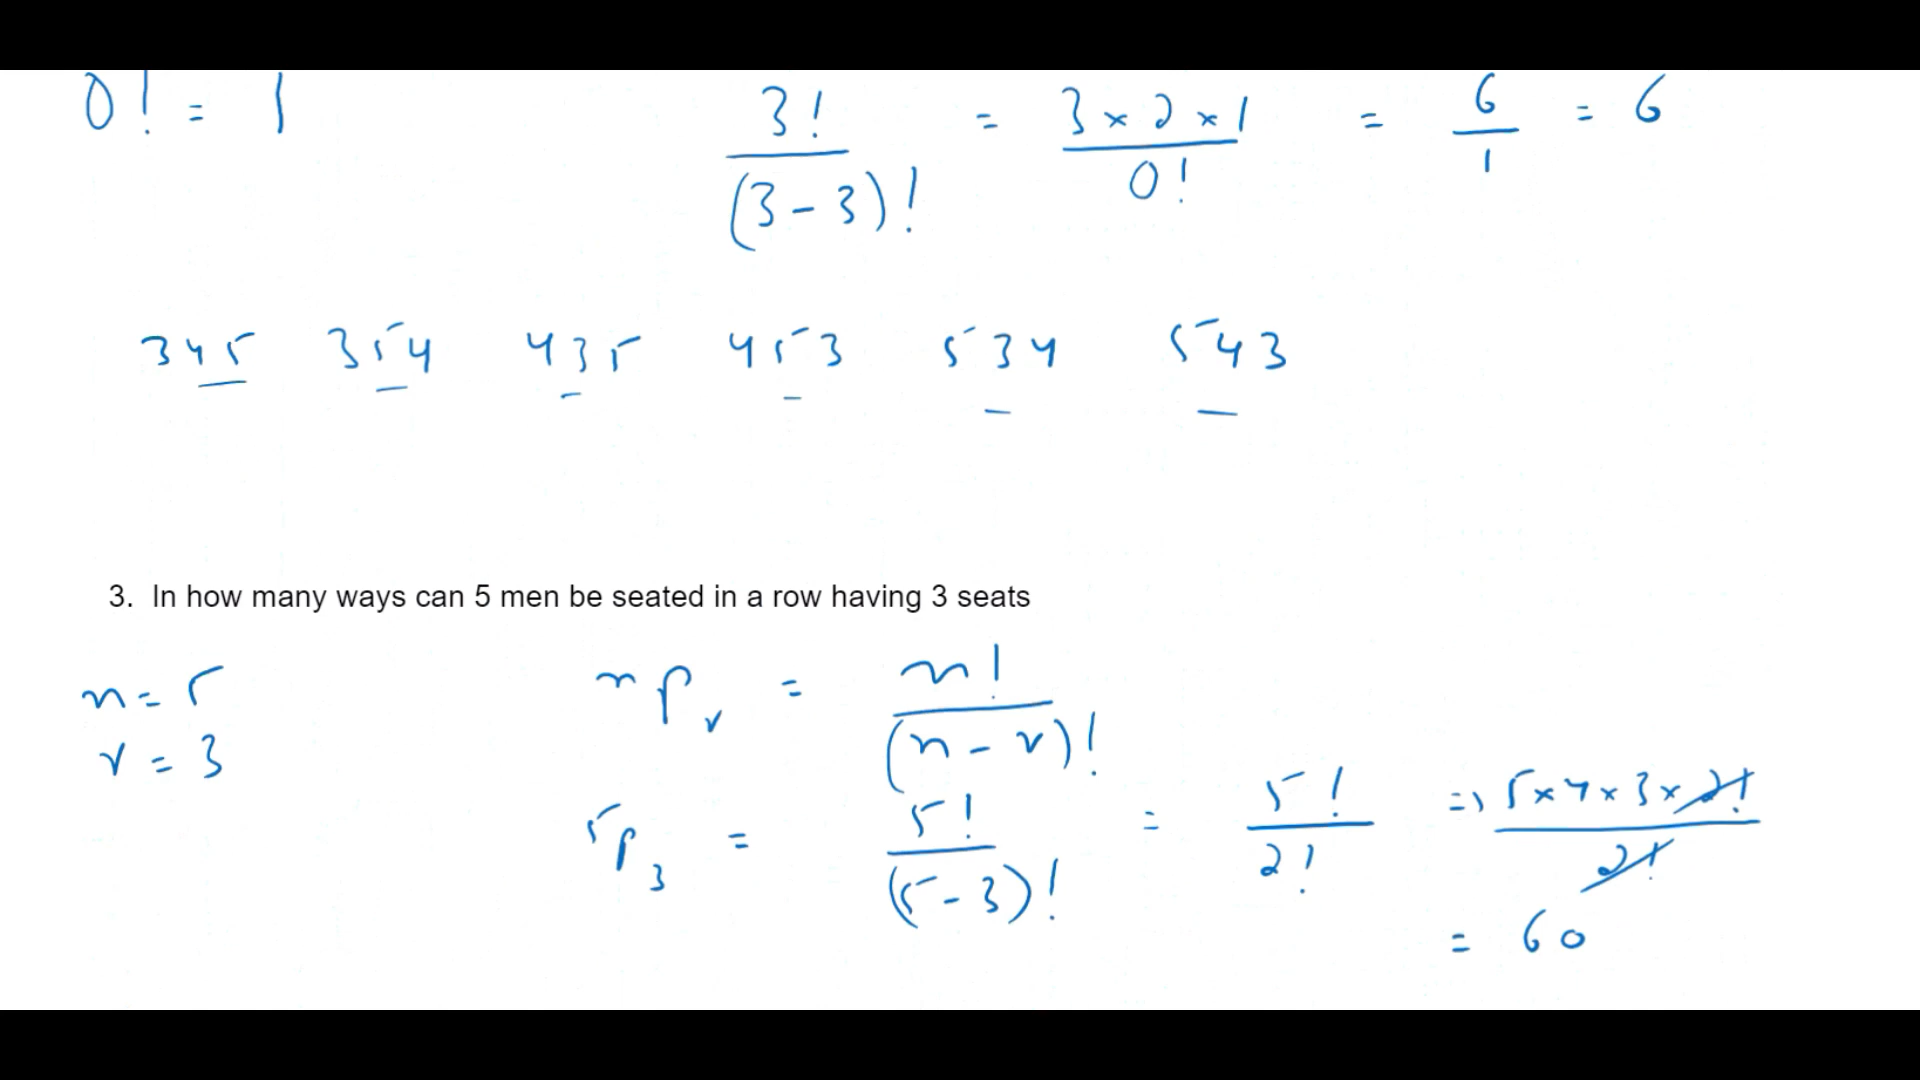 0! = 1
3! / (3 - 3)! = 3 × 2 × 1 / 0! = 6 / 1 = 6
345 354 435 453 534 543
3. In how many ways can 5 men be seated in a row having 3 seats
n = 5
r = 3
nPr = n! / (n - r)!
5P3 = 5! / (5 - 3)! = 5! / 2! => 5 × 4 × 3 × 2! / 2!
= 60